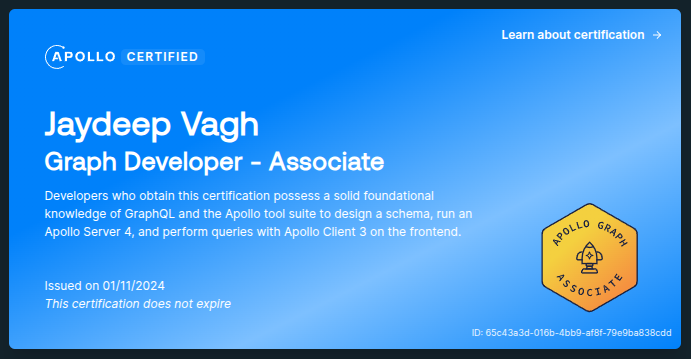 Learn about certification →
APOLLO CERTIFIED
Jaydeep Vagh
Graph Developer - Associate
Developers who obtain this certification possess a solid foundational
knowledge of GraphQL and the Apollo tool suite to design a schema, run an
Apollo Server 4, and perform queries with Apollo Client 3 on the frontend.
APOLLO GRAPH
ASSOCIATE
Issued on 01/11/2024
This certification does not expire
ID: 65c43a3d-016b-4bb9-af8f-79e9ba838cdd